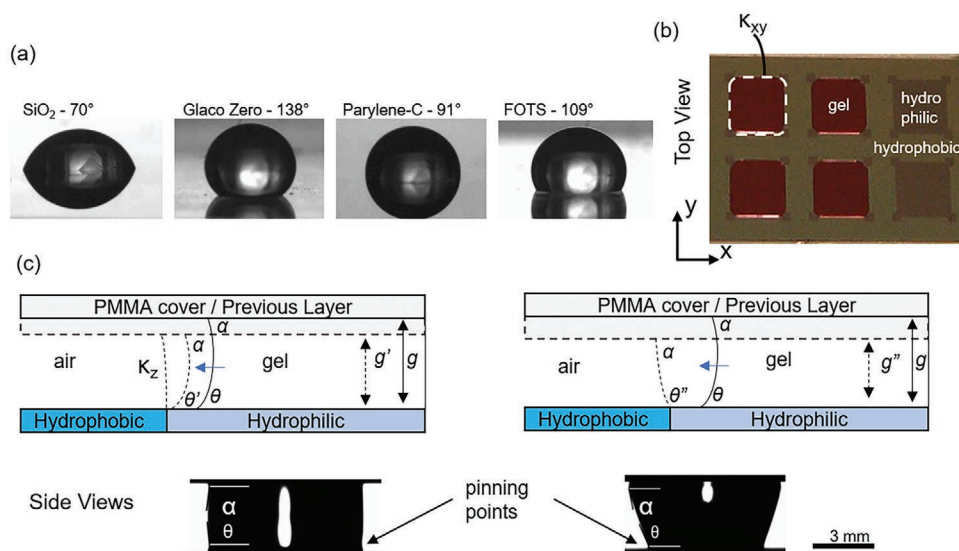 (a)
SiO₂ - 70°
Glaco Zero - 138°
Parylene-C - 91°
FOTS - 109°
(b)
Kxy
Top View
gel
hydro
philic
hydrophobic
y
x
(c)
PMMA cover / Previous Layer
α
α
air
Kz
gel
g'
g
θ'
θ
Hydrophobic
Hydrophilic
PMMA cover / Previous Layer
α
α
air
gel
g"
g
θ"
θ
Hydrophobic
Hydrophilic
Side Views
α
θ
pinning
points
α
θ
3 mm